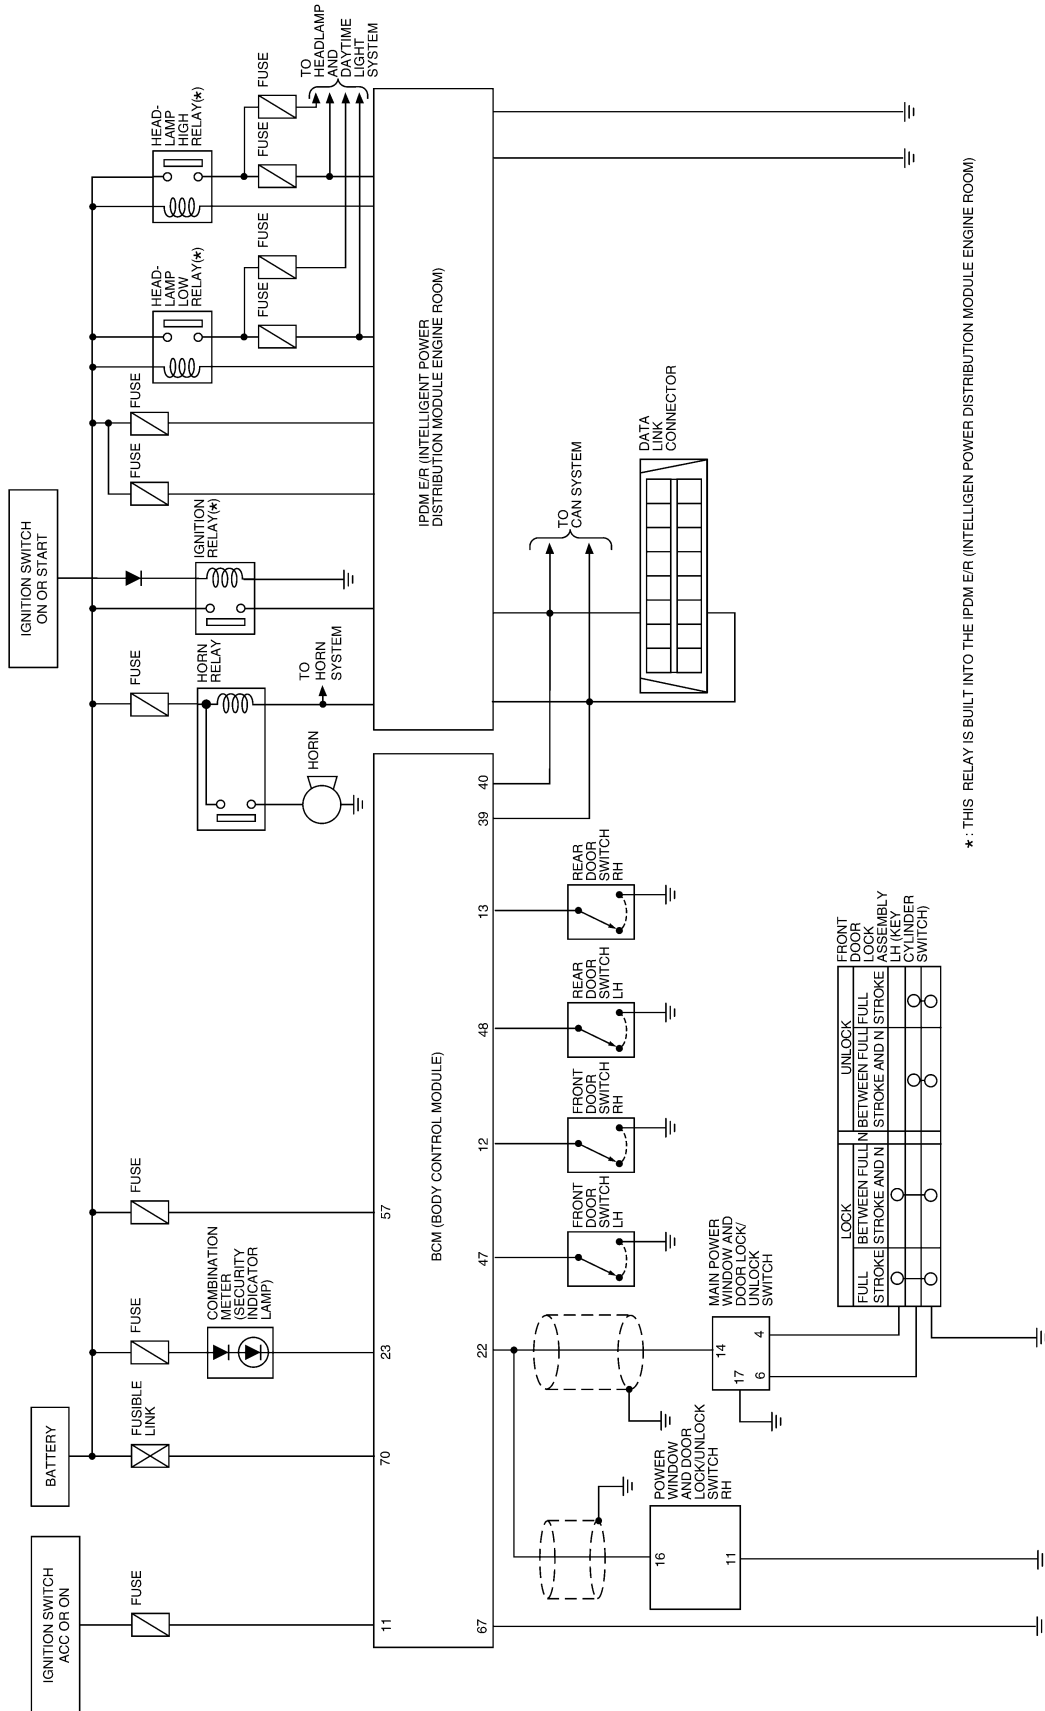 IGNITION SWITCH
ACC OR ON
BATTERY
IGNITION SWITCH
ON OR START
FUSE
FUSIBLE
LINK
FUSE
FUSE
FUSE
FUSE
FUSE
COMBINATION
METER
(SECURITY
INDICATOR
LAMP)
HORN
RELAY
IGNITION
RELAY(*)
HEAD-
LAMP
LOW
RELAY(*)
HEAD-
LAMP
HIGH
RELAY(*)
FUSE
FUSE
FUSE
FUSE
HORN
TO
HORN
SYSTEM
TO
HEADLAMP
AND
DAYTIME
LIGHT
SYSTEM
11
70
23
57
BCM (BODY CONTROL MODULE)
IPDM E/R (INTELLIGENT POWER
DISTRIBUTION MODULE ENGINE ROOM)
67
22
47
12
48
13
39
40
FRONT
DOOR
SWITCH
LH
FRONT
DOOR
SWITCH
RH
REAR
DOOR
SWITCH
LH
REAR
DOOR
SWITCH
RH
TO
CAN SYSTEM
DATA
LINK
CONNECTOR
POWER
WINDOW
AND DOOR
LOCK/UNLOCK
SWITCH
RH
16
11
MAIN POWER
WINDOW AND
DOOR LOCK/
UNLOCK
SWITCH
14
17
4
6
LOCK
UNLOCK
FULL
STROKE
BETWEEN FULL
STROKE AND N
N
BETWEEN FULL
STROKE AND N
FULL
STROKE
FRONT
DOOR
LOCK
ASSEMBLY
LH (KEY
CYLINDER
SWITCH)
* : THIS RELAY IS BUILT INTO THE IPDM E/R (INTELLIGEN POWER DISTRIBUTION MODULE ENGINE ROOM)